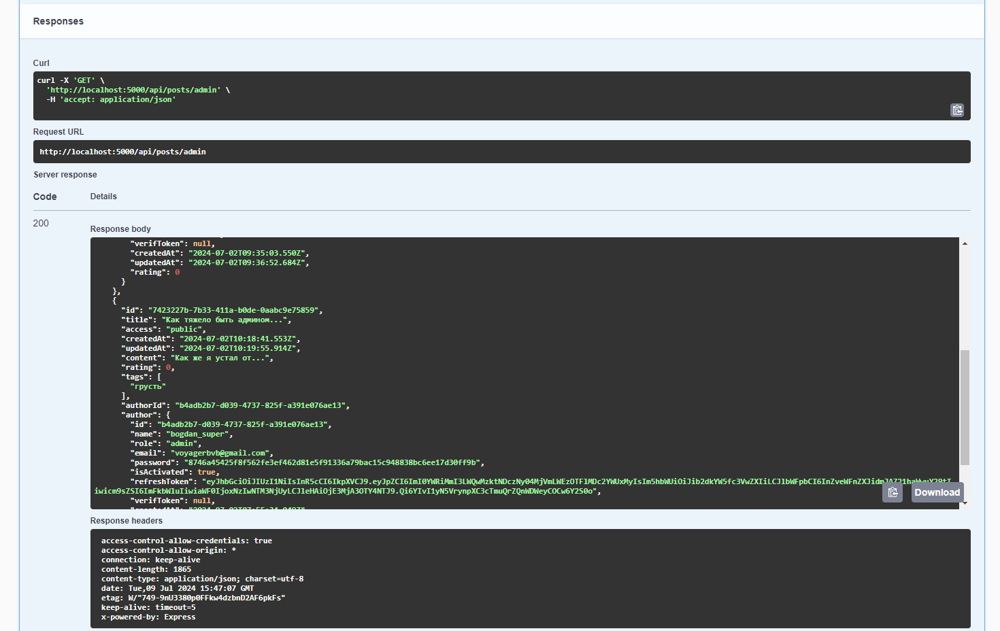 Responses
Curl
curl -X 'GET' \
'http://localhost:5000/api/posts/admin' \
-H 'accept: application/json'
Request URL
http://localhost:5000/api/posts/admin
Server response
Code Details
200
Response body
"verifToken": null,
"createdAt": "2024-07-02T09:35:03.550Z",
"updatedAt": "2024-07-02T09:36:52.684Z",
"rating": 0
}
},
{
"id": "7423227b-7b33-411a-b0de-0aabc9e75859",
"title": "Как тяжело быть админом...",
"access": "public",
"createdAt": "2024-07-02T10:18:41.553Z",
"updatedAt": "2024-07-02T10:19:55.914Z",
"content": "Как же я устал от...",
"rating": 0,
"tags": [
"грусть"
],
"authorId": "b4adb2b7-d039-4737-825f-a391e076ae13",
"author": {
"id": "b4adb2b7-d039-4737-825f-a391e076ae13",
"name": "bogdan_super",
"role": "admin",
"email": "voyagerbvb@gmail.com",
"password": "8746a45425f8f562fe3ef462d81e5f91336a79bac15c948838bc6ee17d30ff9b",
"isActivated": true,
"refreshToken":
"verifToken": null,
Download
Response headers
access-control-allow-credentials: true
access-control-allow-origin: *
connection: keep-alive
content-length: 1865
content-type: application/json; charset=utf-8
date: Tue,09 Jul 2024 15:47:07 GMT
etag: W/"749-9nU3380p0FFkw4dzbnD2AF6pkFs"
keep-alive: timeout=5
x-powered-by: Express